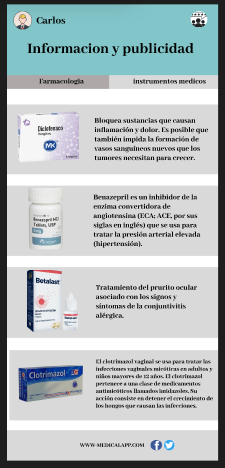 Carlos
Informacion y publicidad
Farmacologia
instrumentos medicos
Diclofenaco
MK
Bloquea sustancias que causan
inflamación y dolor. Es posible que
también impida la formación de
vasos sanguíneos nuevos que los
tumores necesitan para crecer.
Benazepril HCl
Tablets, USP
Benazepril es un inhibidor de la
enzima convertidora de
angiotensina (ECA; ACE, por sus
siglas en inglés) que se usa para
tratar la presión arterial elevada
(hipertensión).
Betalast
Tratamiento del prurito ocular
asociado con los signos y
síntomas de la conjuntivitis
alérgica.
Clotrimazol
El clotrimazol vaginal se usa para tratar las
infecciones vaginales micóticas en adultos y
niños mayores de 12 años. El clotrimazol
pertenece a una clase de medicamentos
antimicóticos llamados imidazoles. Su
acción consiste en detener el crecimiento de
los hongos que causan las infecciones.
WWW.MEDICALAPP.COM